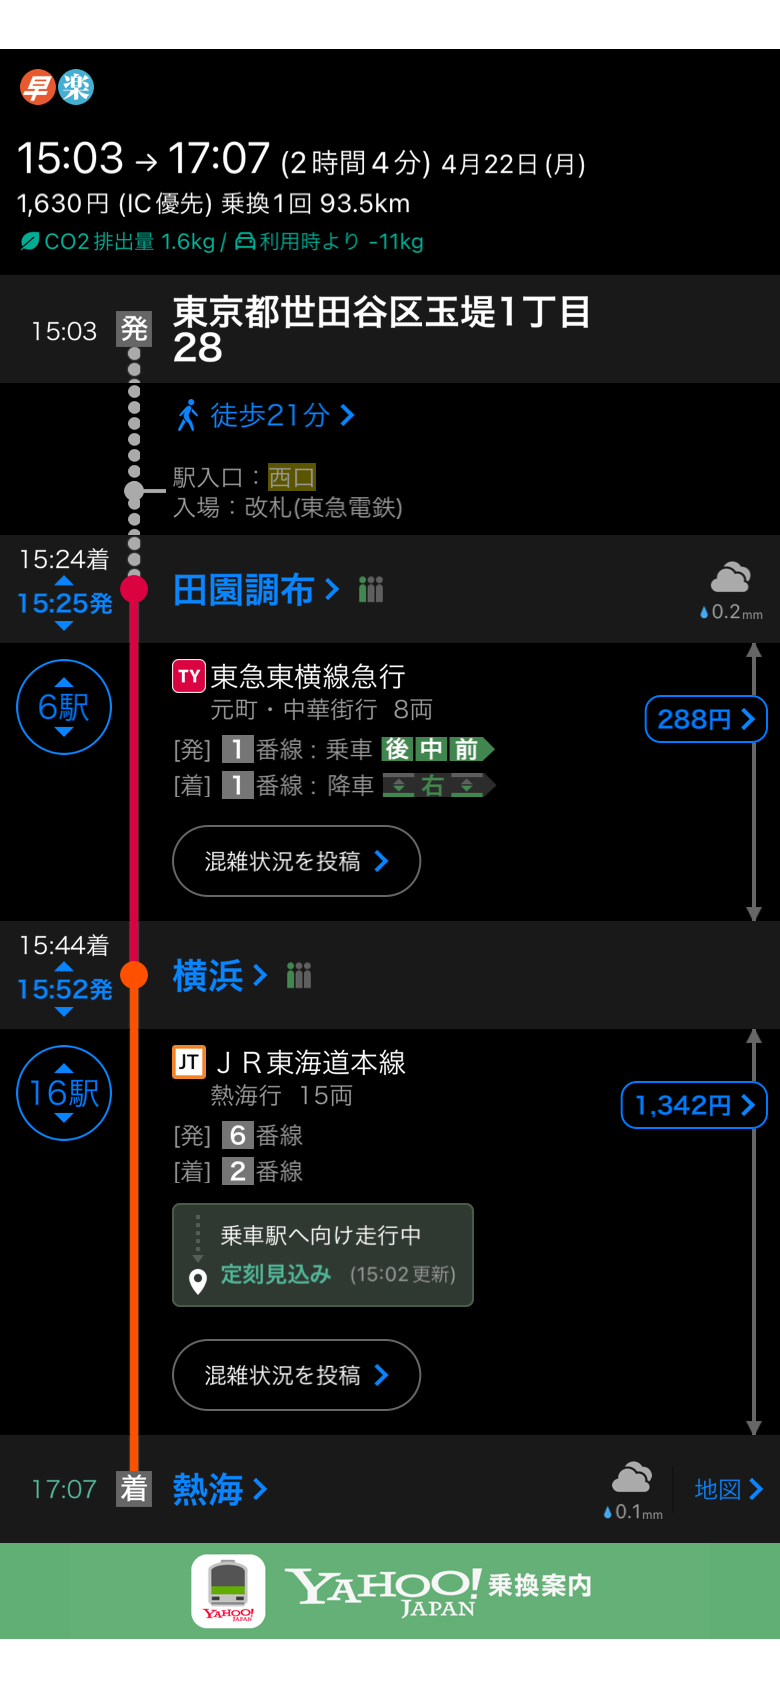 早 楽
15:03 → 17:07 (2時間4分) 4月22日(月)
1,630円 (IC優先) 乗換1回 93.5km
CO2排出量 1.6kg / 利用時より -11kg
15:03 発 東京都世田谷区玉堤1丁目
28
徒歩21分
駅入口：西口
入場：改札(東急電鉄)
15:24着
15:25発 田園調布
0.2mm
TY 東急東横線急行
6駅 元町・中華街行 8両
288円
[発] 1番線：乗車 後 中 前
[着] 1番線：降車 右
混雑状況を投稿
15:44着
15:52発 横浜
JT ＪＲ東海道本線
16駅 熱海行 15両
1,342円
[発] 6番線
[着] 2番線
乗車駅へ向け走行中
定刻見込み (15:02更新)
混雑状況を投稿
17:07 着 熱海 地図
0.1mm
YAHOO! JAPAN YAHOO! JAPAN 乗換案内